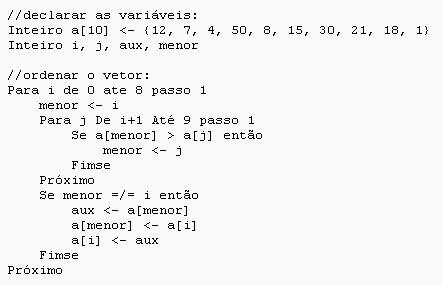 //declarar as variáveis:
Inteiro a[10] <- {12, 7, 4, 50, 8, 15, 30, 21, 18, 1}
Inteiro i, j, aux, menor
//ordenar o vetor:
Para i de 0 ate 8 passo 1
menor <- i
Para j De i+1 Até 9 passo 1
Se a[menor] > a[j] então
menor <- j
Fimse
Próximo
Se menor =/= i então
aux <- a[menor]
a[menor] <- a[i]
a[i] <- aux
Fimse
Próximo